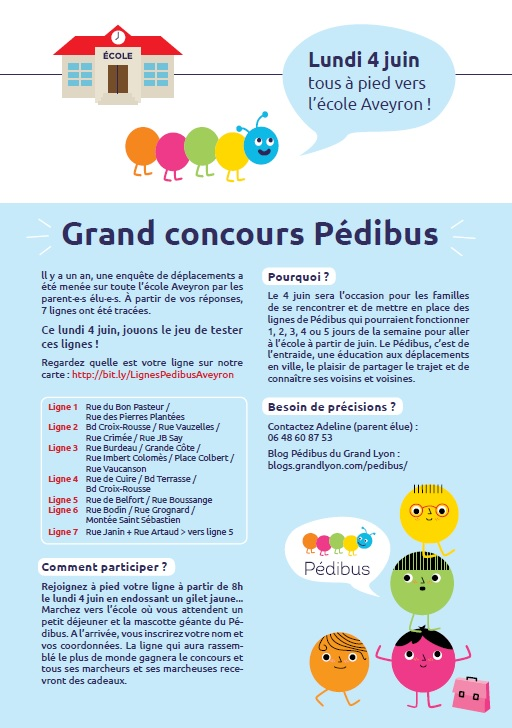 ÉCOLE
Lundi 4 juin
tous à pied vers
l'école Aveyron !
Grand concours Pédibus
Il y a un an, une enquête de déplacements a
été menée sur toute l'école Aveyron par les
parent·e·s élu·e·s. À partir de vos réponses,
7 lignes ont été tracées.
Ce lundi 4 juin, jouons le jeu de tester
ces lignes !
Regardez quelle est votre ligne sur notre
carte : http://bit.ly/LignesPedibusAveyron
Ligne 1 Rue du Bon Pasteur /
Rue des Pierres Plantées
Ligne 2 Bd Croix-Rousse / Rue Vauzelles /
Rue Crimée / Rue JB Say
Ligne 3 Rue Burdeau / Grande Côte /
Rue Imbert Colomès / Place Colbert /
Rue Vaucanson
Ligne 4 Rue de Cuire / Bd Terrasse /
Bd Croix-Rousse
Ligne 5 Rue de Belfort / Rue Boussange
Ligne 6 Rue Bodin / Rue Grognard /
Montée Saint Sébastien
Ligne 7 Rue Janin + Rue Artaud > vers ligne 5
Comment participer ?
Rejoignez à pied votre ligne à partir de 8h
le lundi 4 juin en endossant un gilet jaune...
Marchez vers l'école où vous attendent un
petit déjeuner et la mascotte géante du Pé-
dibus. A l'arrivée, vous inscrirez votre nom et
vos coordonnées. La ligne qui aura rassem-
blé le plus de monde gagnera le concours et
tous ses marcheurs et ses marcheuses rece-
vront des cadeaux.
Pourquoi ?
Le 4 juin sera l'occasion pour les familles
de se rencontrer et de mettre en place des
lignes de Pédibus qui pourraient fonctionner
1, 2, 3, 4 ou 5 jours de la semaine pour aller
à l'école à partir de juin. Le Pédibus, c'est de
l'entraide, une éducation aux déplacements
en ville, le plaisir de partager le trajet et de
connaître ses voisins et voisines.
Besoin de précisions ?
Contactez Adeline (parent élue) :
06 48 60 87 53
Blog Pédibus du Grand Lyon :
blogs.grandlyon.com/pedibus/
Pédibus